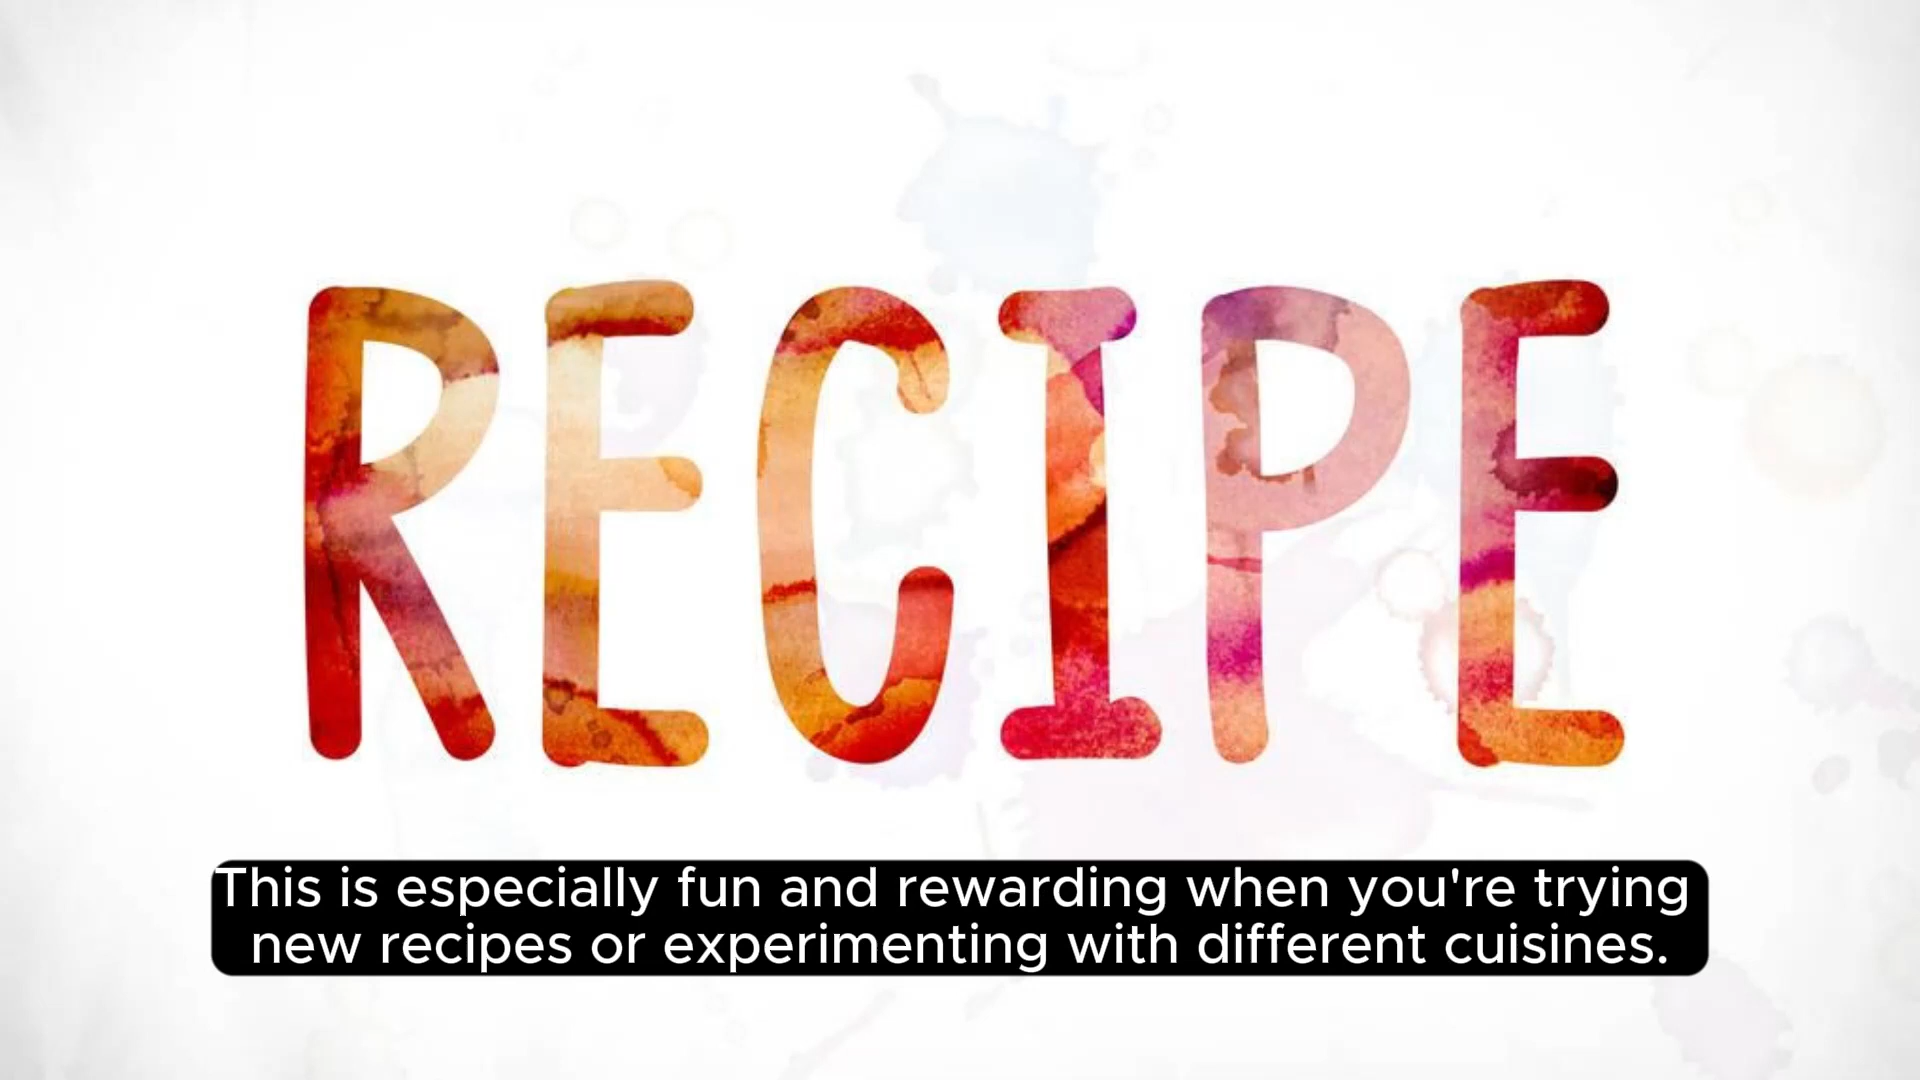 RECIPE
This is especially fun and rewarding when you're trying
new recipes or experimenting with different cuisines.